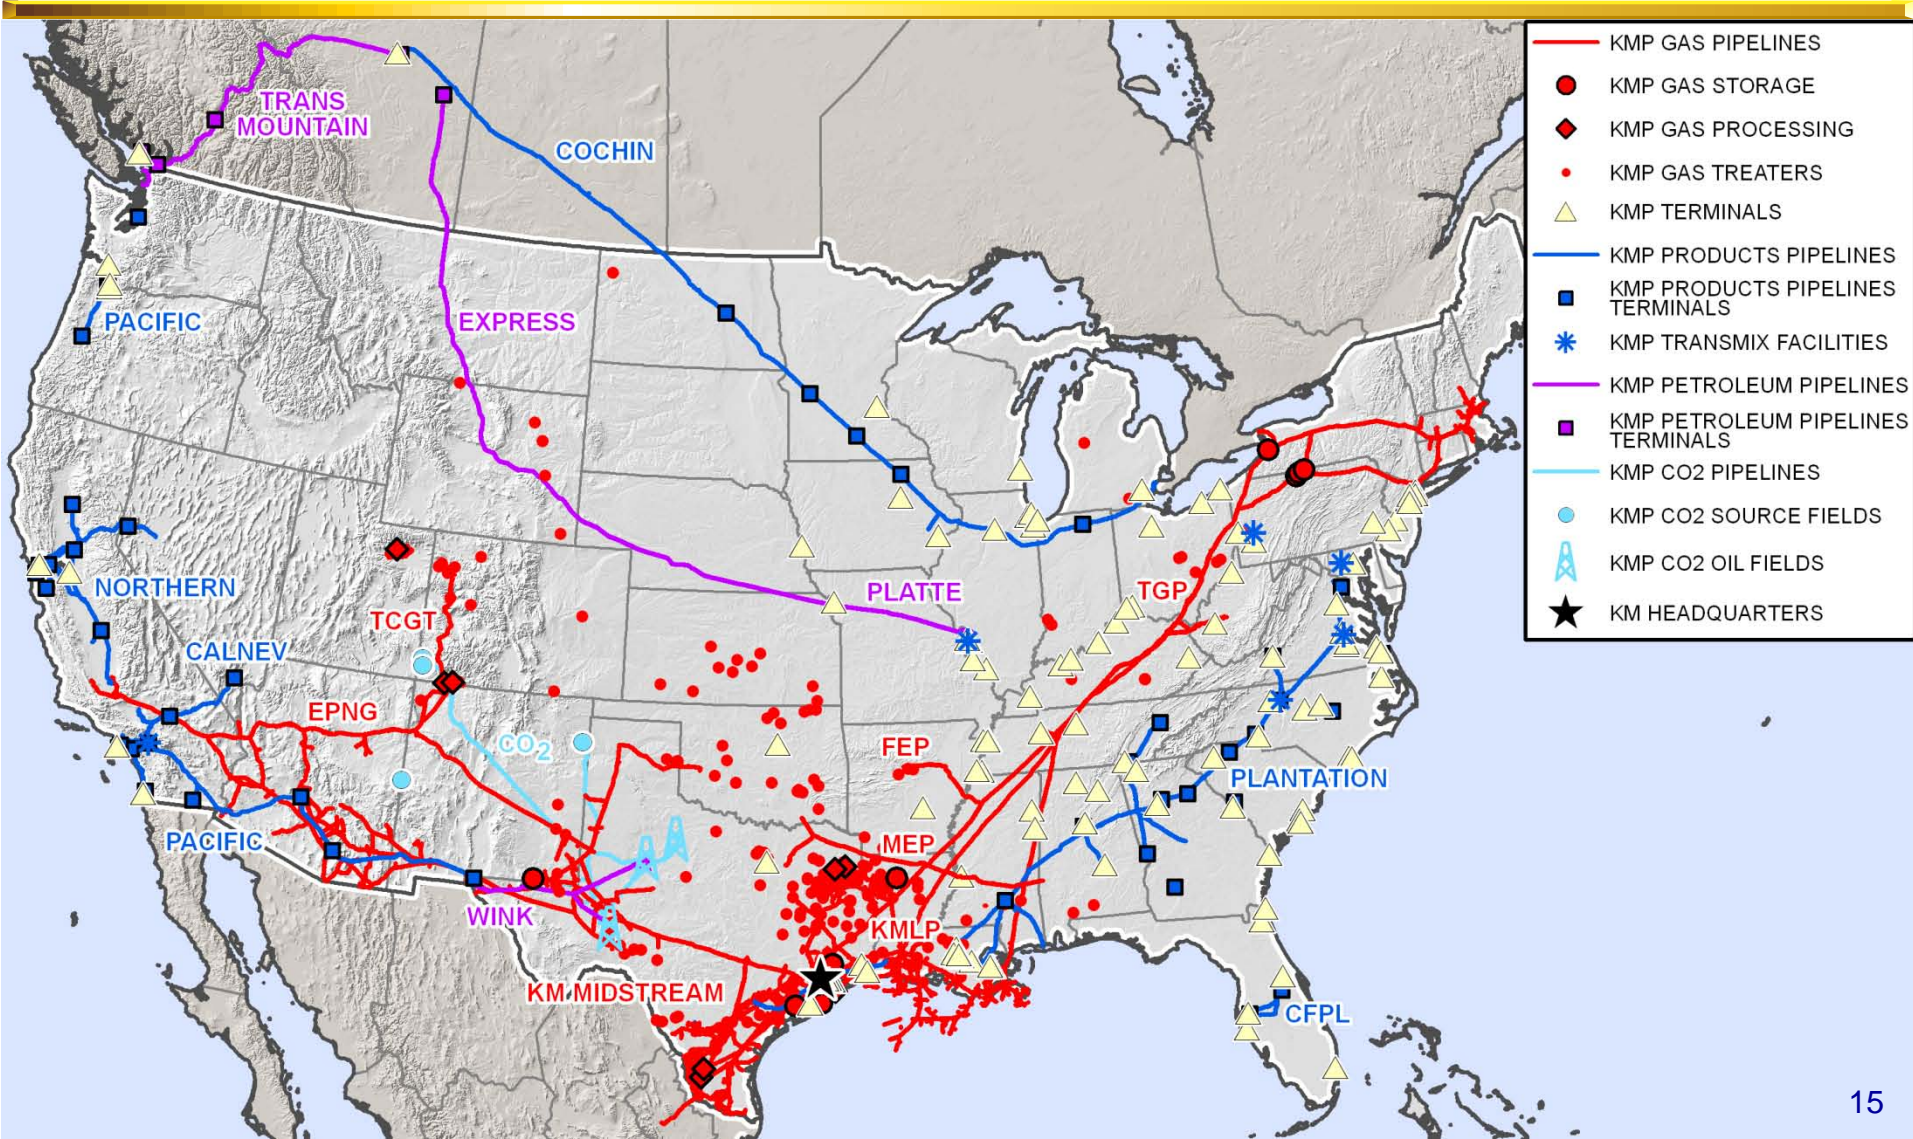 KMP GAS PIPELINES
KMP GAS STORAGE
KMP GAS PROCESSING
KMP GAS TREATERS
KMP TERMINALS
KMP PRODUCTS PIPELINES
KMP PRODUCTS PIPELINES
TERMINALS
KMP TRANSMIX FACILITIES
KMP PETROLEUM PIPELINES
KMP PETROLEUM PIPELINES
TERMINALS
KMP CO2 PIPELINES
KMP CO2 SOURCE FIELDS
KMP CO2 OIL FIELDS
KM HEADQUARTERS
TRANS
MOUNTAIN
COCHIN
PACIFIC
EXPRESS
NORTHERN
TCGT
PLATTE
TGP
CALNEV
EPNG
CO2
FEP
PLANTATION
PACIFIC
MEP
WINK
KMLP
KM MIDSTREAM
CFPL
15